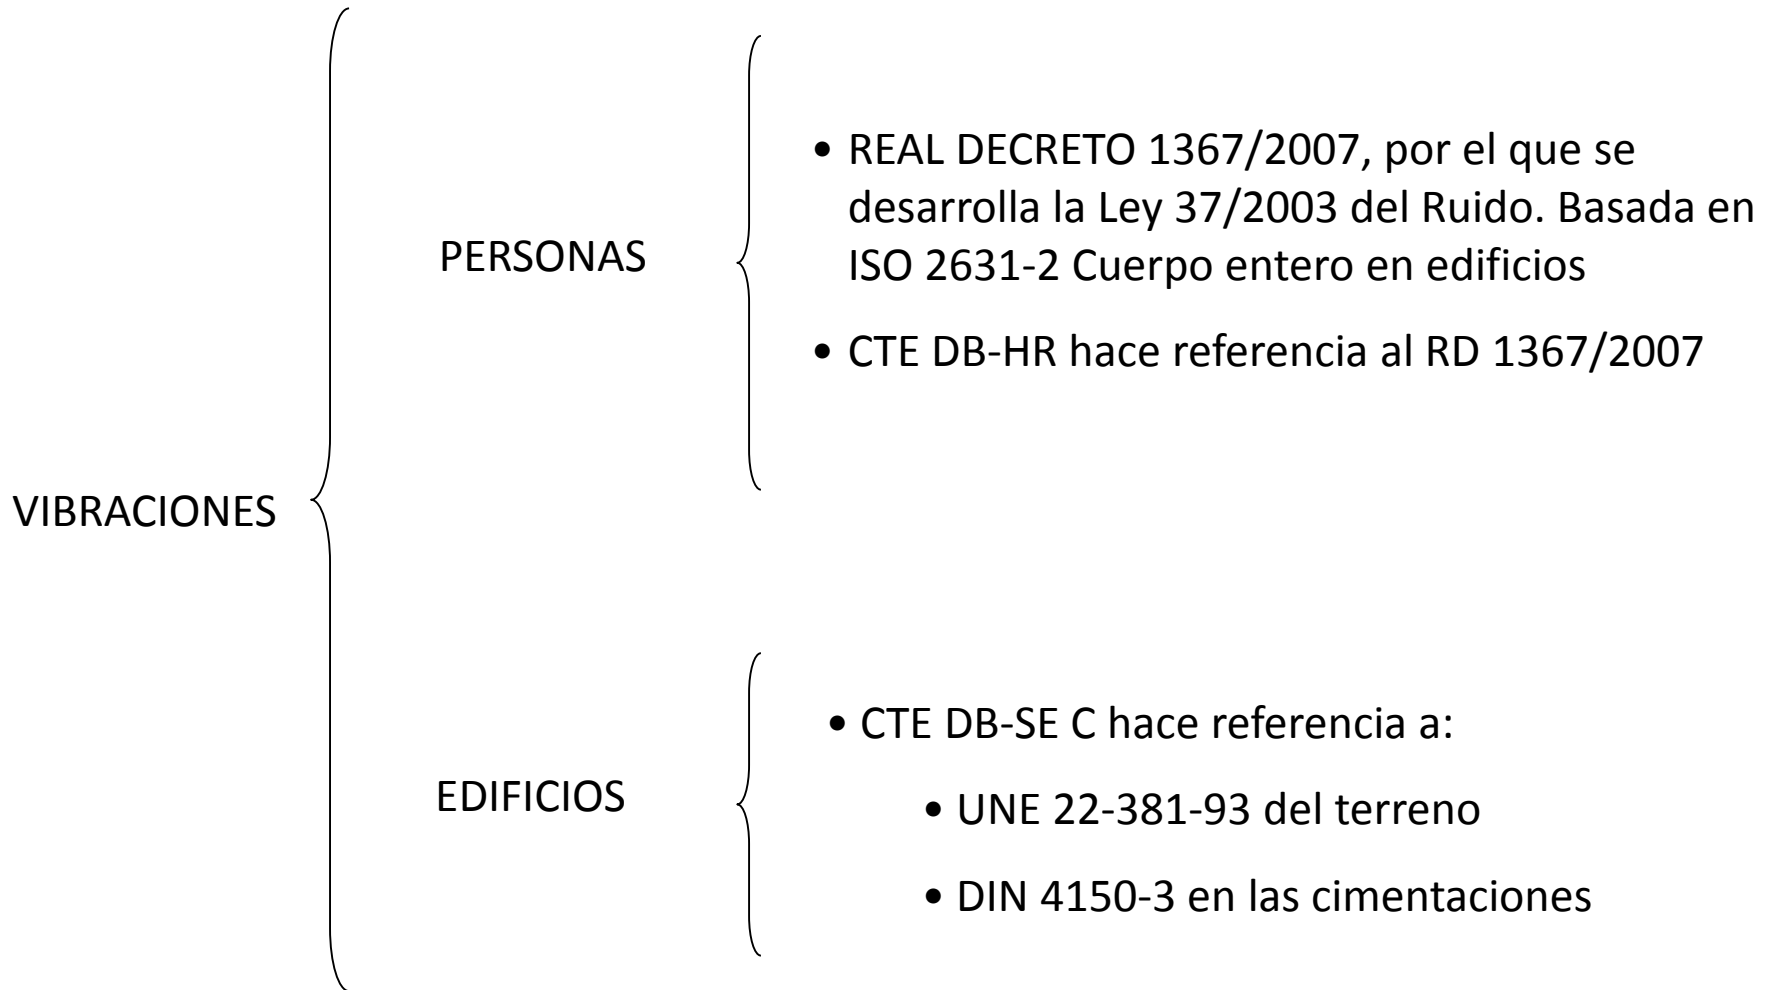 VIBRACIONES
PERSONAS
• REAL DECRETO 1367/2007, por el que se
desarrolla la Ley 37/2003 del Ruido. Basada en
ISO 2631-2 Cuerpo entero en edificios
• CTE DB-HR hace referencia al RD 1367/2007
EDIFICIOS
• CTE DB-SE C hace referencia a:
• UNE 22-381-93 del terreno
• DIN 4150-3 en las cimentaciones